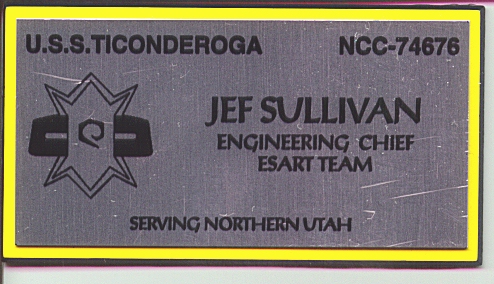 U.S.S.TICONDEROGA NCC-74676
JEF SULLIVAN
ENGINEERING CHIEF
ESART TEAM
SERVING NORTHERN UTAH